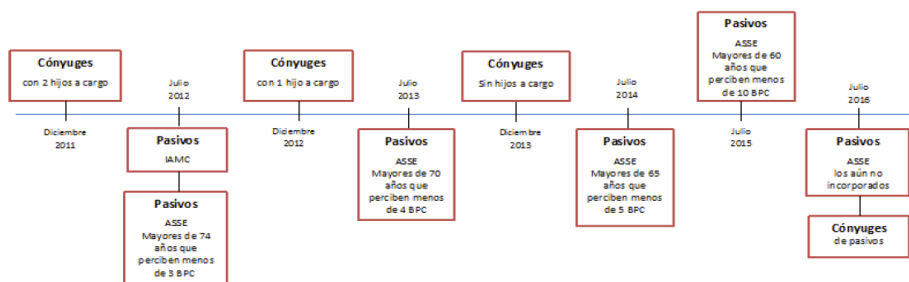 Cónyuges
con 2 hijos a cargo
Diciembre
2011
Julio
2012
Pasivos
IAMC
Pasivos
ASSE
Mayores de 74
años que
perciben menos
de 3 BPC
Cónyuges
con 1 hijo a cargo
Diciembre
2012
Julio
2013
Pasivos
ASSE
Mayores de 70
años que
perciben menos
de 4 BPC
Cónyuges
Sin hijos a cargo
Diciembre
2013
Julio
2014
Pasivos
ASSE
Mayores de 65
años que
perciben menos
de 5 BPC
Pasivos
ASSE
Mayores de 60
años que
perciben menos
de 10 BPC
Julio
2015
Julio
2016
Pasivos
ASSE
los aún no
incorporados
Cónyuges
de pasivos